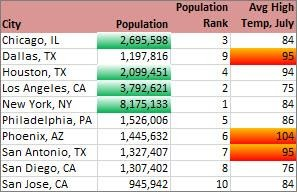 City Population Population Rank Avg High Temp, July
Chicago, IL 2,695,598 3 84
Dallas, TX 1,197,816 9 95
Houston, TX 2,099,451 4 94
Los Angeles, CA 3,792,621 2 75
New York, NY 8,175,133 1 84
Philadelphia, PA 1,526,006 5 86
Phoenix, AZ 1,445,632 6 104
San Antonio, TX 1,327,407 7 95
San Diego, CA 1,307,402 8 76
San Jose, CA 945,942 10 84